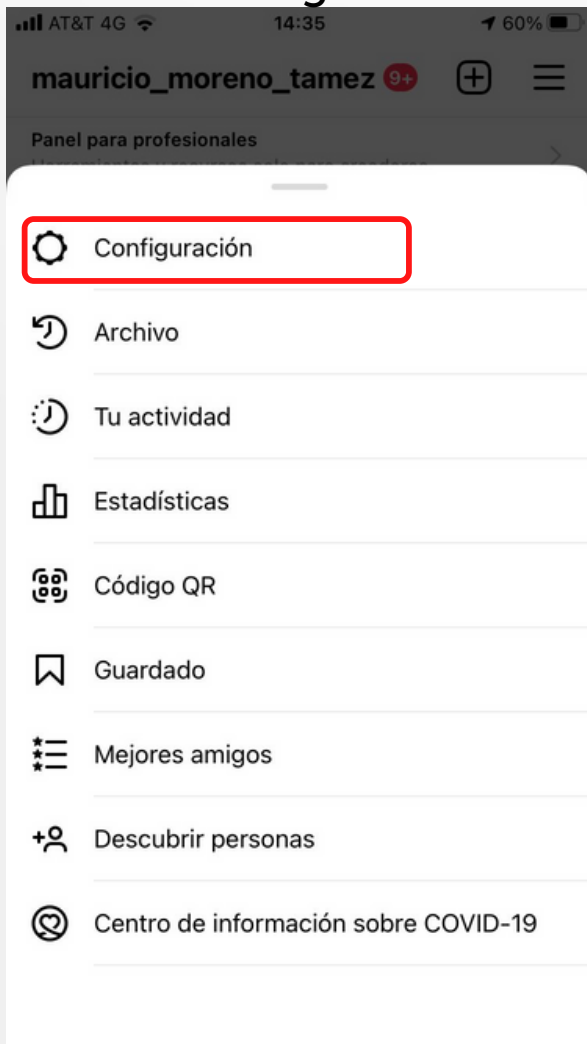 AT&T 4G 14:35 60%
mauricio_moreno_tamez 9+
Panel para profesionales
Configuración
Archivo
Tu actividad
Estadísticas
Código QR
Guardado
Mejores amigos
Descubrir personas
Centro de información sobre COVID-19